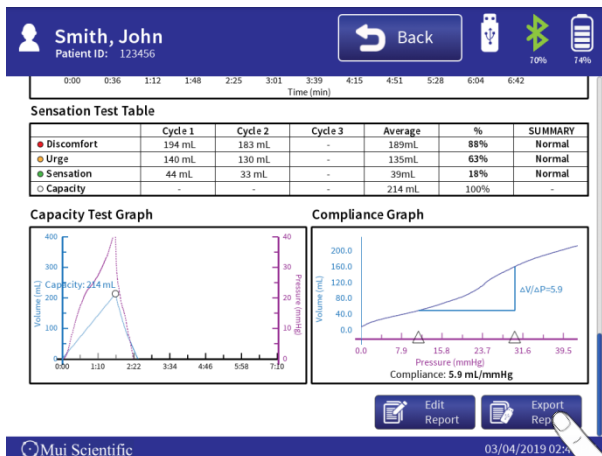 Smith, John
Patient ID: 123456
Back
70%
74%
0:00 0:36 1:12 1:48 2:25 3:01 3:39 4:15 4:51 5:28 6:04 6:42
Time (min)
Sensation Test Table
Cycle 1 Cycle 2 Cycle 3 Average % SUMMARY
Discomfort 194 mL 183 mL - 189mL 88% Normal
Urge 140 mL 130 mL - 135mL 63% Normal
Sensation 44 mL 33 mL - 39mL 18% Normal
Capacity - - - 214 mL 100% -
Capacity Test Graph
400
300
200
100
0
Volume (mL)
Capacity: 214 mL
40
30
20
10
0
Pressure (mmHg)
0:00 1:10 2:22 3:34 4:46 5:58 7:10
Compliance Graph
200.0
160.0
120.0
80.0
40.0
0.0
Volume (mL)
ΔV/ΔP=5.9
0.0 7.9 15.8 23.7 31.6 39.5
Pressure (mmHg)
Compliance: 5.9 mL/mmHg
Edit
Report
Export
Rep
Mui Scientific
03/04/2019 02:4